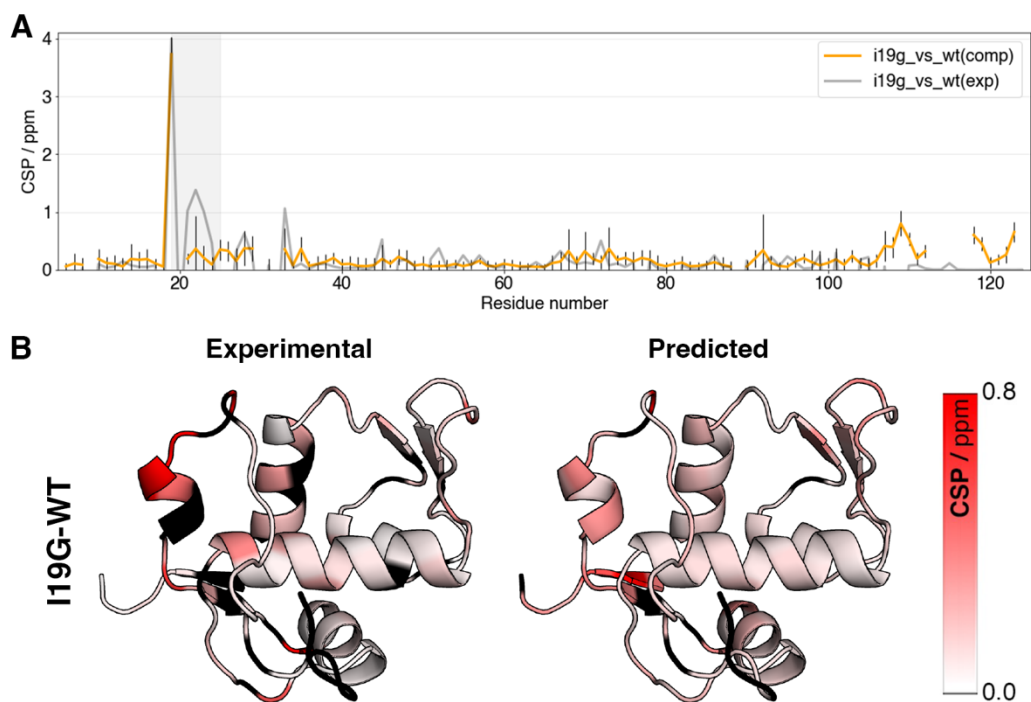 A
CSP / ppm
4
3
2
1
0
i19g_vs_wt(comp)
i19g_vs_wt(exp)
20
40
60
80
100
120
Residue number
B
Experimental
Predicted
I19G-WT
0.8
CSP / ppm
0.0